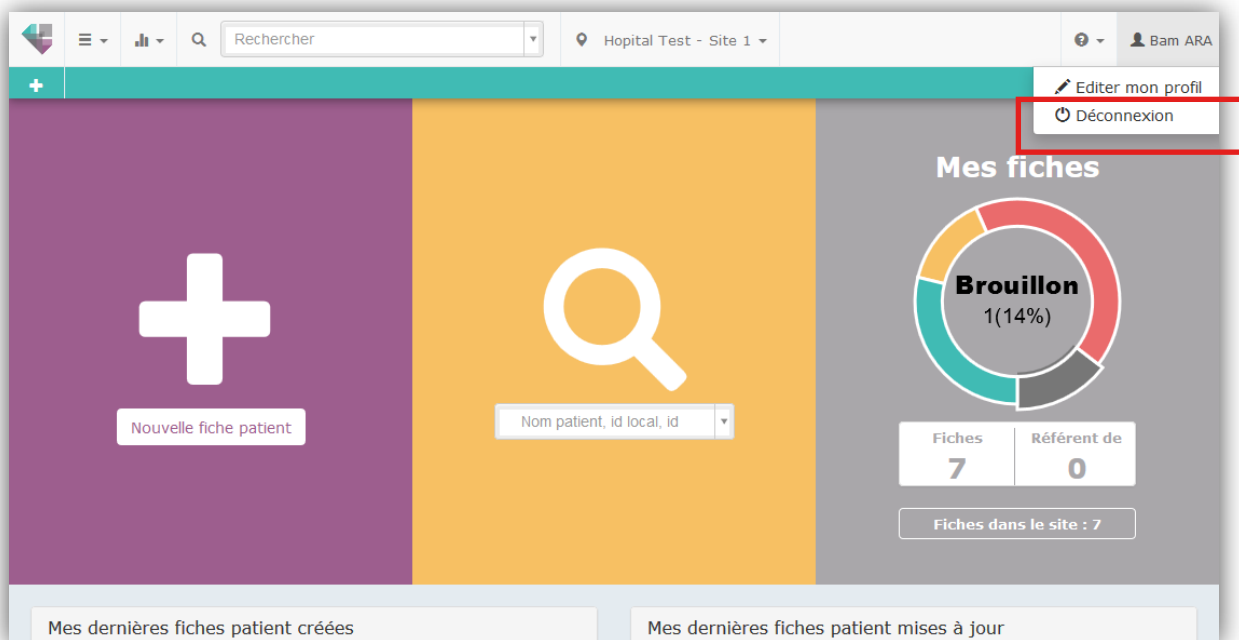 Rechercher
Hopital Test - Site 1
Bam ARA
Editer mon profil
Déconnexion
Mes fiches
Brouillon
1(14%)
Nouvelle fiche patient
Nom patient, id local, id
Fiches
Référent de
7
0
Fiches dans le site : 7
Mes dernières fiches patient créées
Mes dernières fiches patient mises à jour